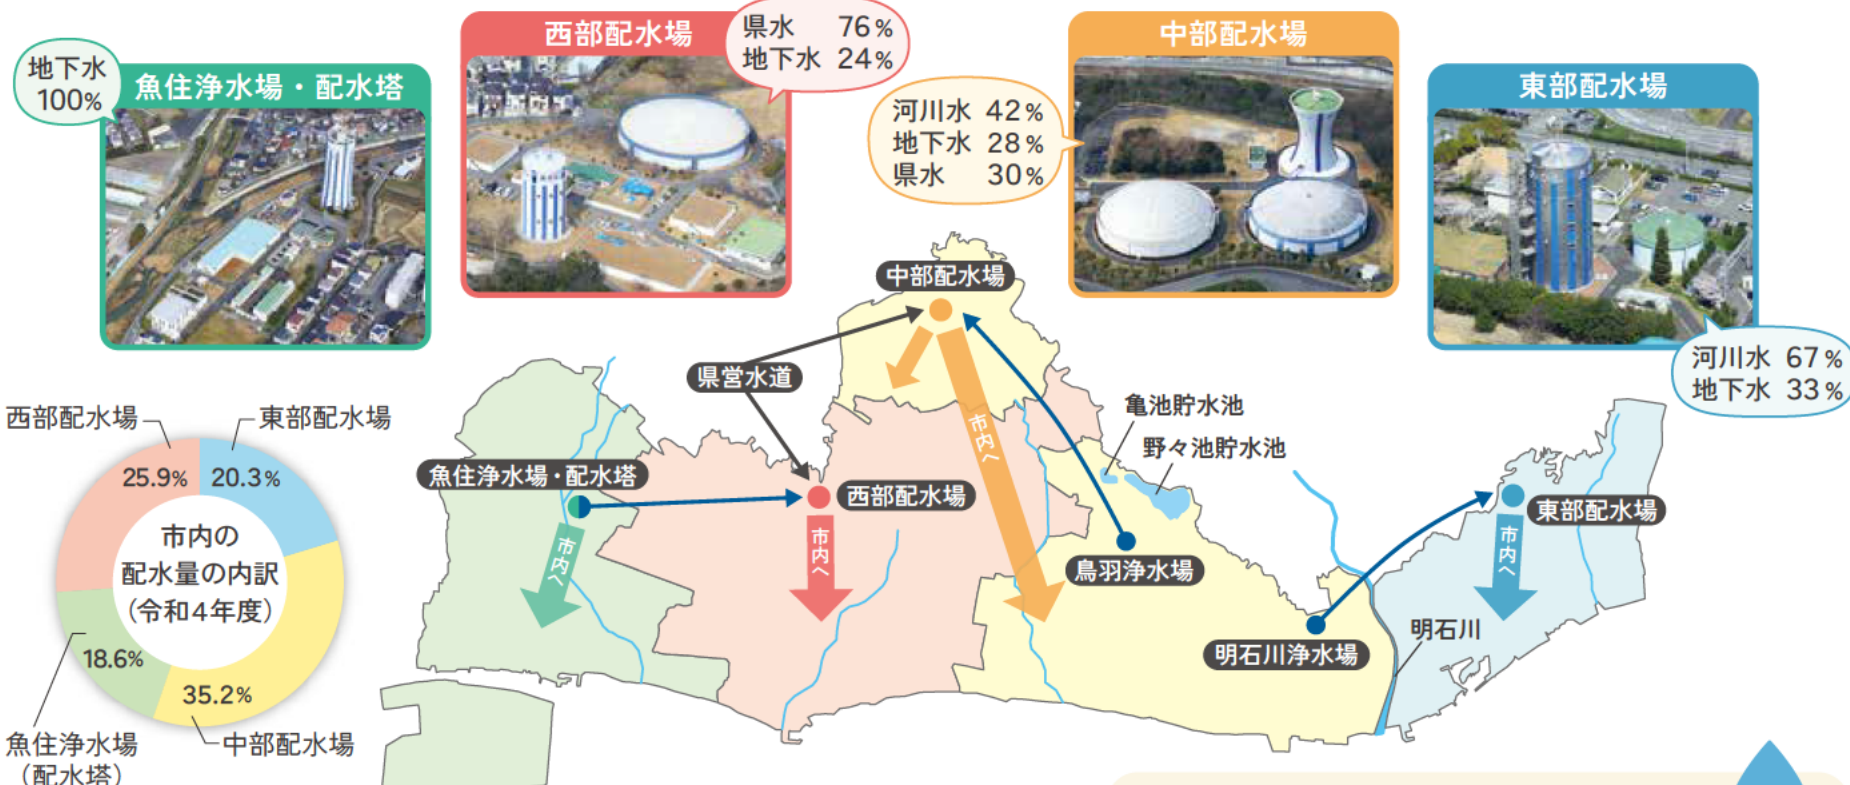 地下水
100%
魚住浄水場・配水塔
西部配水場
県水 76%
地下水 24%
中部配水場
河川水 42%
地下水 28%
県水 30%
東部配水場
河川水 67%
地下水 33%
中部配水場
県営水道
市内へ
亀池貯水池
野々池貯水池
魚住浄水場・配水塔
市内へ
西部配水場
市内へ
鳥羽浄水場
東部配水場
市内へ
明石川浄水場
明石川
西部配水場
東部配水場
25.9%
20.3%
市内の
配水量の内訳
(令和4年度)
18.6%
35.2%
魚住浄水場
(配水塔)
中部配水場